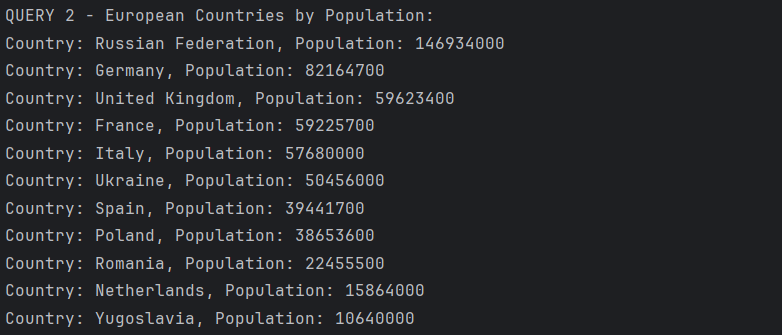 QUERY 2 - European Countries by Population:
Country: Russian Federation, Population: 146934000
Country: Germany, Population: 82164700
Country: United Kingdom, Population: 59623400
Country: France, Population: 59225700
Country: Italy, Population: 57680000
Country: Ukraine, Population: 50456000
Country: Spain, Population: 39441700
Country: Poland, Population: 38653600
Country: Romania, Population: 22455500
Country: Netherlands, Population: 15864000
Country: Yugoslavia, Population: 10640000